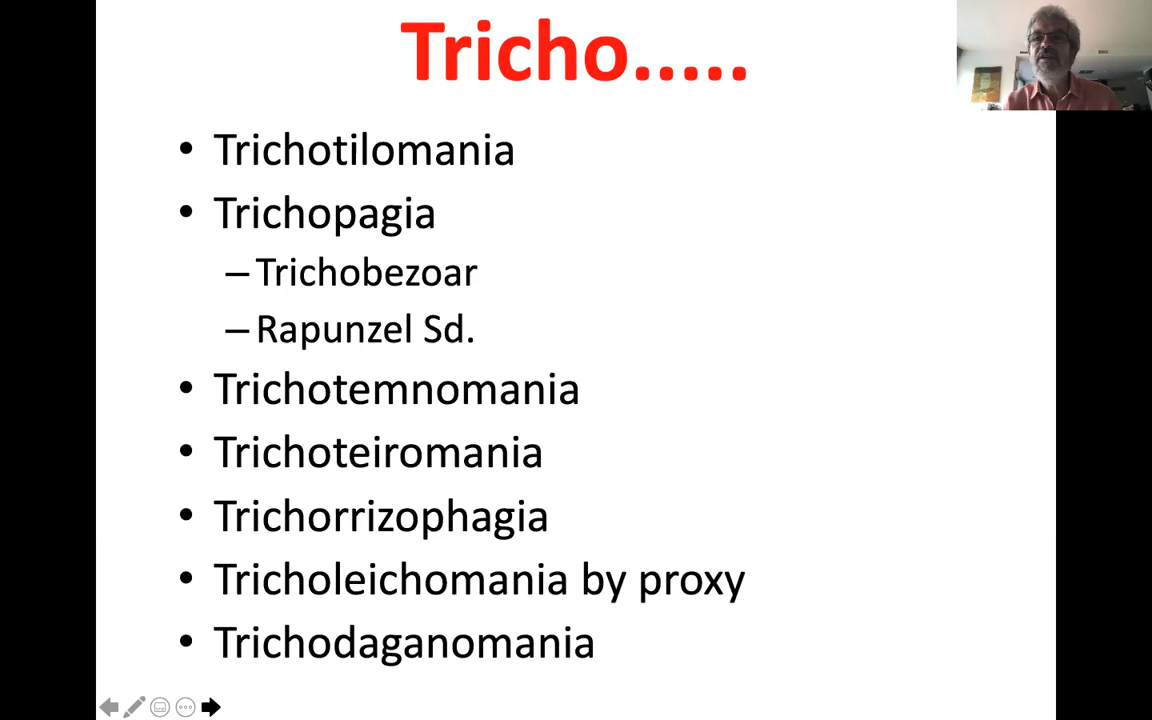 Tricho.....
• Trichotilomania
• Trichopagia
– Trichobezoar
– Rapunzel Sd.
• Trichotemnomania
• Trichoteiromania
• Trichorrizophagia
• Tricholeichomania by proxy
• Trichodaganomania